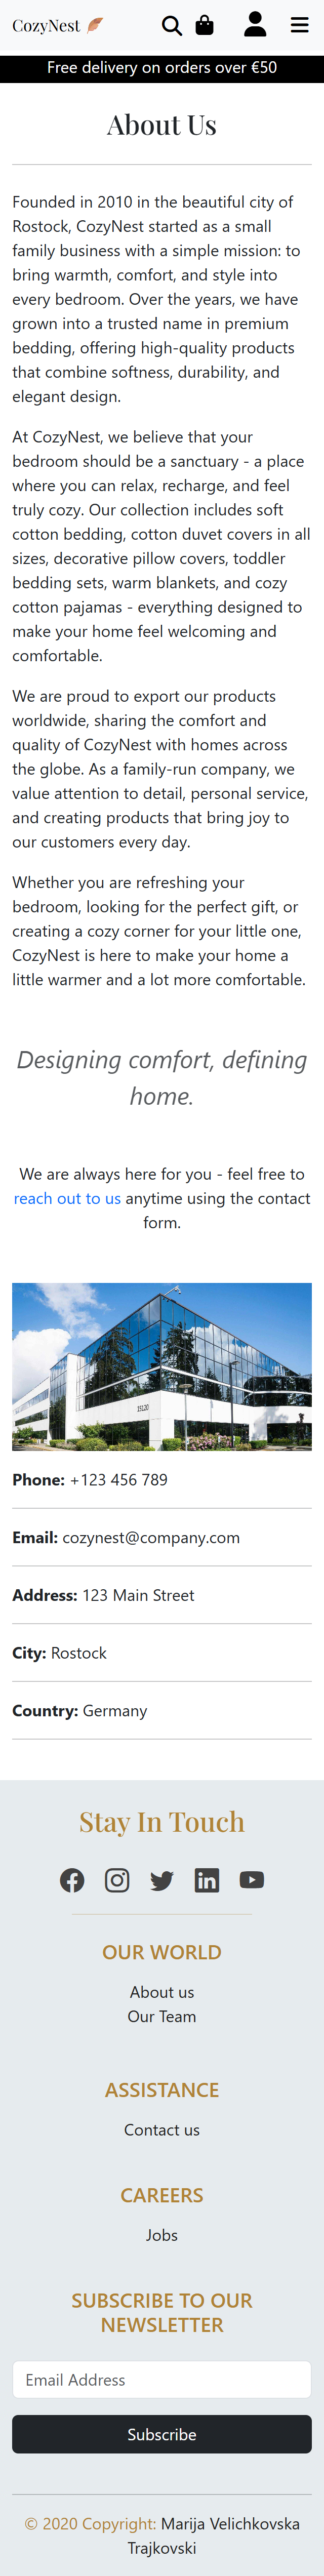 CozyNest
Free delivery on orders over €50
About Us
Founded in 2010 in the beautiful city of
Rostock, CozyNest started as a small
family business with a simple mission: to
bring warmth, comfort, and style into
every bedroom. Over the years, we have
grown into a trusted name in premium
bedding, offering high-quality products
that combine softness, durability, and
elegant design.
At CozyNest, we believe that your
bedroom should be a sanctuary - a place
where you can relax, recharge, and feel
truly cozy. Our collection includes soft
cotton bedding, cotton duvet covers in all
sizes, decorative pillow covers, toddler
bedding sets, warm blankets, and cozy
cotton pajamas - everything designed to
make your home feel welcoming and
comfortable.
We are proud to export our products
worldwide, sharing the comfort and
quality of CozyNest with homes across
the globe. As a family-run company, we
value attention to detail, personal service,
and creating products that bring joy to
our customers every day.
Whether you are refreshing your
bedroom, looking for the perfect gift, or
creating a cozy corner for your little one,
CozyNest is here to make your home a
little warmer and a lot more comfortable.
Designing comfort, defining
home.
We are always here for you - feel free to
reach out to us anytime using the contact
form.
15120
Phone: +123 456 789
Email: cozynest@company.com
Address: 123 Main Street
City: Rostock
Country: Germany
Stay In Touch
OUR WORLD
About us
Our Team
ASSISTANCE
Contact us
CAREERS
Jobs
SUBSCRIBE TO OUR
NEWSLETTER
Email Address
Subscribe
© 2020 Copyright: Marija Velichkovska
Trajkovski